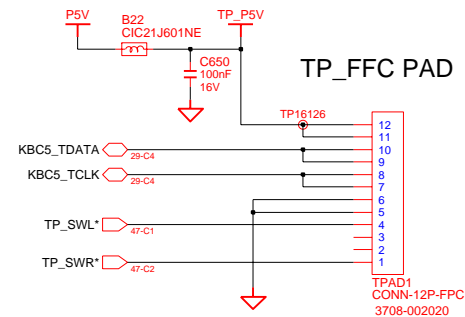 P5V
B22
CIC21J601NE
TP_P5V
C650
100nF
16V
TP_FFC PAD
TP16126
12
11
KBC5_TDATA
29-C4
10
9
KBC5_TCLK
29-C4
8
7
6
5
TP_SWL*
47-C1
4
3
2
TP_SWR*
47-C2
1
TPAD1
CONN-12P-FPC
3708-002020